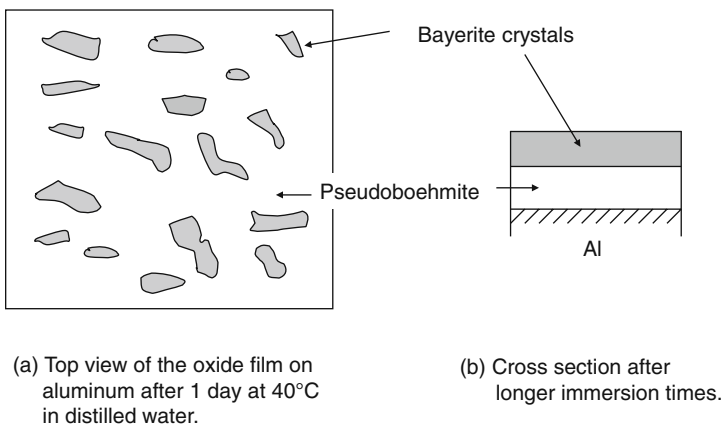 Bayerite crystals
Pseudoboehmite
Al
(a) Top view of the oxide film on
aluminum after 1 day at 40°C
in distilled water.
(b) Cross section after
longer immersion times.